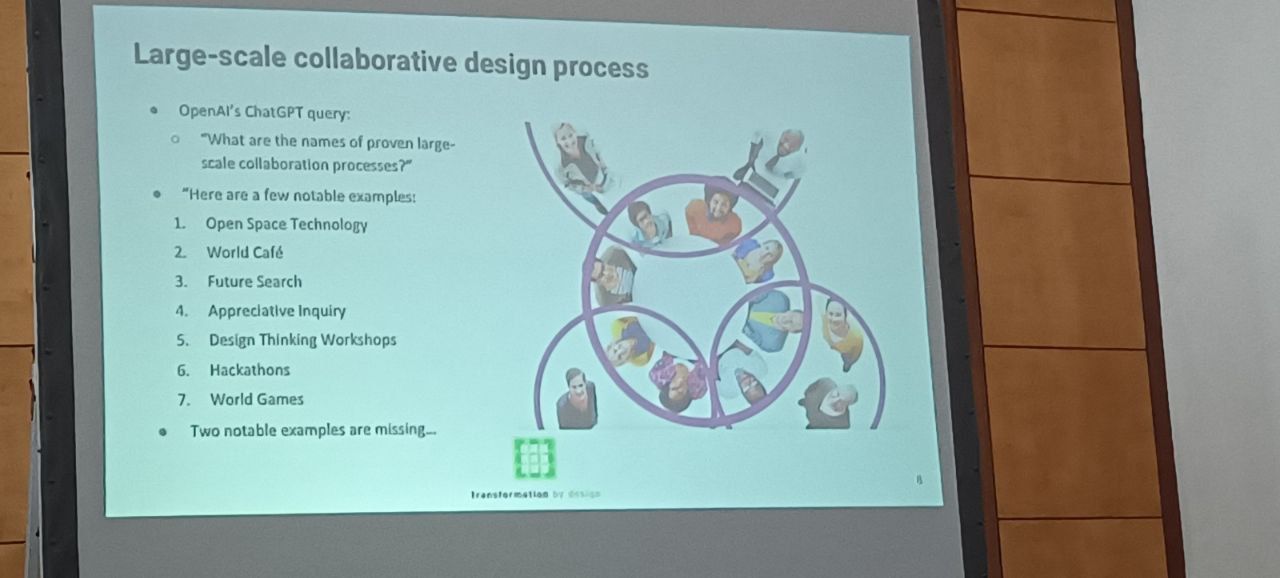 Large-scale collaborative design process
• OpenAI's ChatGPT query:
○ "What are the names of proven large-
scale collaboration processes?"
• "Here are a few notable examples:
1. Open Space Technology
2. World Café
3. Future Search
4. Appreciative Inquiry
5. Design Thinking Workshops
6. Hackathons
7. World Games
• Two notable examples are missing...
Transformation by design
8